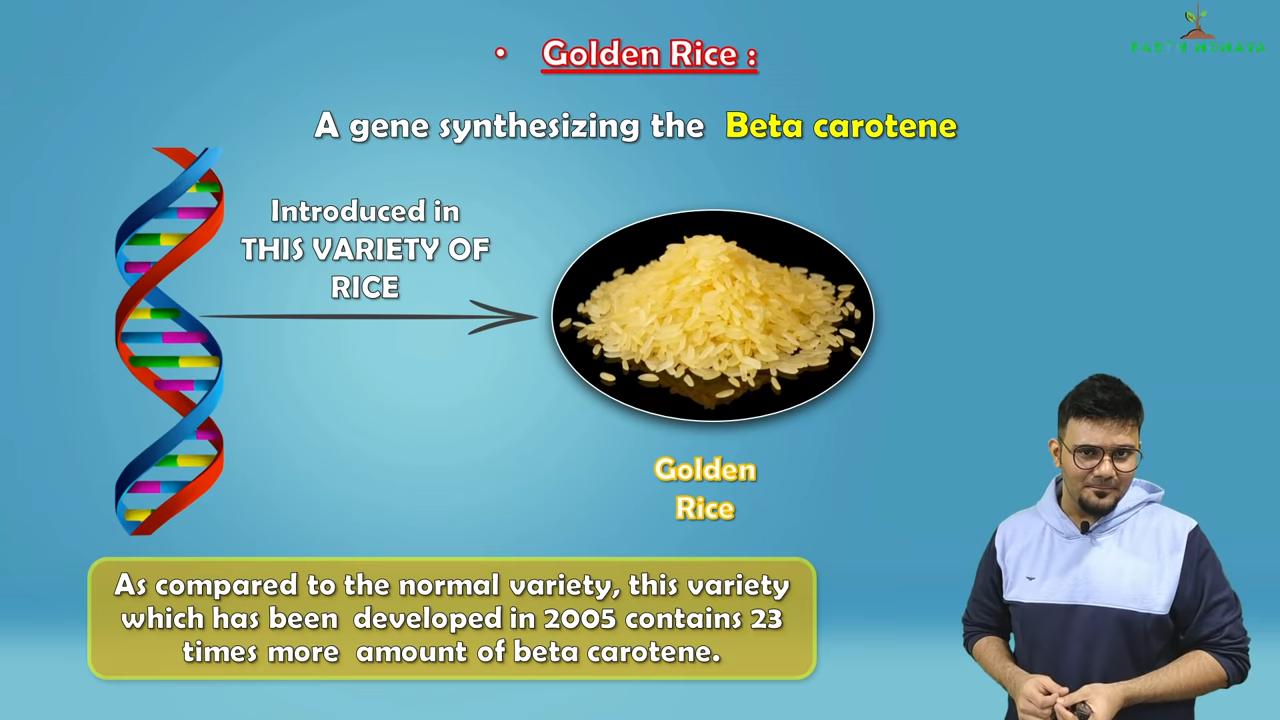 • Golden Rice :
A gene synthesizing the Beta carotene
Introduced in
THIS VARIETY OF
RICE
Golden
Rice
As compared to the normal variety, this variety
which has been developed in 2005 contains 23
times more amount of beta carotene.